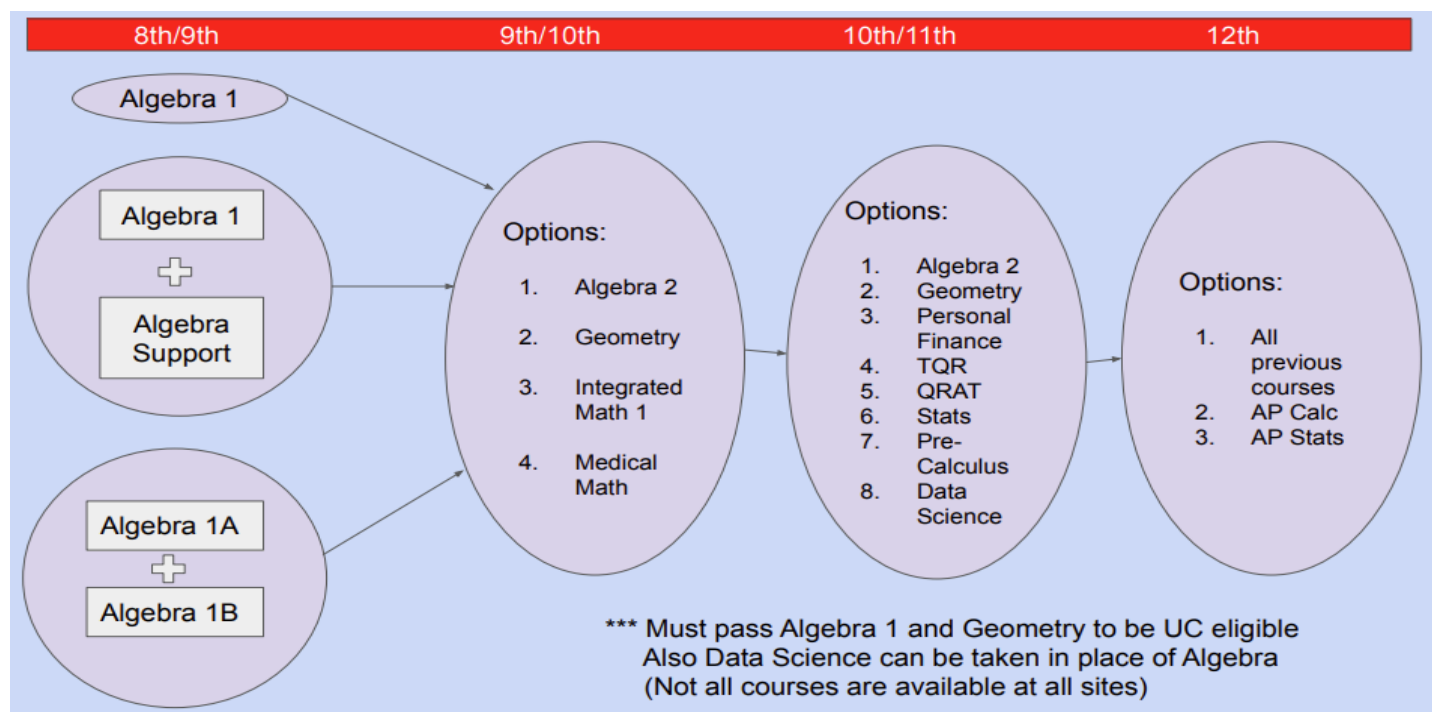 8th/9th
9th/10th
10th/11th
12th
Algebra 1
Algebra 1
Algebra
Support
Algebra 1A
Algebra 1B
Options:
1. Algebra 2
2. Geometry
3. Integrated
Math 1
4. Medical
Math
Options:
1. Algebra 2
2. Geometry
3. Personal
Finance
4. TQR
5. QRAT
6. Stats
7. Pre-
Calculus
8. Data
Science
Options:
1. All
previous
courses
2. AP Calc
3. AP Stats
*** Must pass Algebra 1 and Geometry to be UC eligible
Also Data Science can be taken in place of Algebra
(Not all courses are available at all sites)